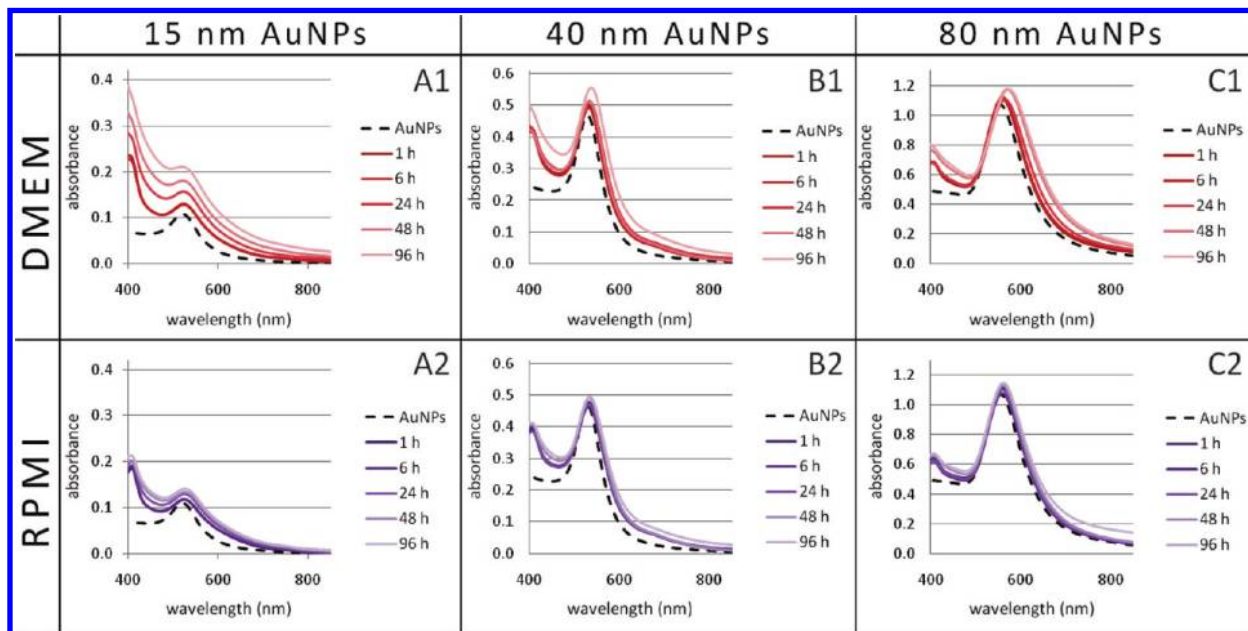 15 nm AuNPs
40 nm AuNPs
80 nm AuNPs
DMEM
A1
0.4
0.3
0.2
0.1
0.0
absorbance
400 600 800
wavelength (nm)
AuNPs
1 h
6 h
24 h
48 h
96 h
B1
0.6
0.5
0.4
0.3
0.2
0.1
0.0
absorbance
400 600 800
wavelength (nm)
AuNPs
1 h
6 h
24 h
48 h
96 h
C1
1.2
1.0
0.8
0.6
0.4
0.2
0.0
absorbance
400 600 800
wavelength (nm)
AuNPs
1 h
6 h
24 h
48 h
96 h
RPMI
A2
0.4
0.3
0.2
0.1
0.0
absorbance
400 600 800
wavelength (nm)
AuNPs
1 h
6 h
24 h
48 h
96 h
B2
0.6
0.5
0.4
0.3
0.2
0.1
0.0
absorbance
400 600 800
wavelength (nm)
AuNPs
1 h
6 h
24 h
48 h
96 h
C2
1.2
1.0
0.8
0.6
0.4
0.2
0.0
absorbance
400 600 800
wavelength (nm)
AuNPs
1 h
6 h
24 h
48 h
96 h